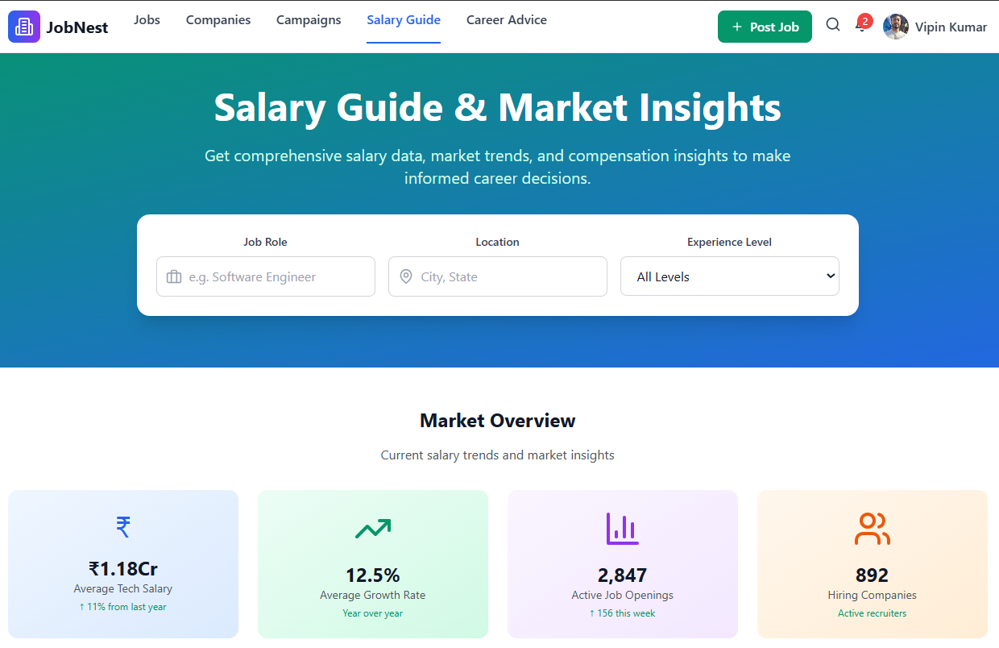 JobNest
Jobs
Companies
Campaigns
Salary Guide
Career Advice
+ Post Job
2
Vipin Kumar
Salary Guide & Market Insights
Get comprehensive salary data, market trends, and compensation insights to make
informed career decisions.
Job Role
Location
Experience Level
e.g. Software Engineer
City, State
All Levels
Market Overview
Current salary trends and market insights
₹
₹1.18Cr
Average Tech Salary
↑ 11% from last year
12.5%
Average Growth Rate
Year over year
2,847
Active Job Openings
↑ 156 this week
892
Hiring Companies
Active recruiters